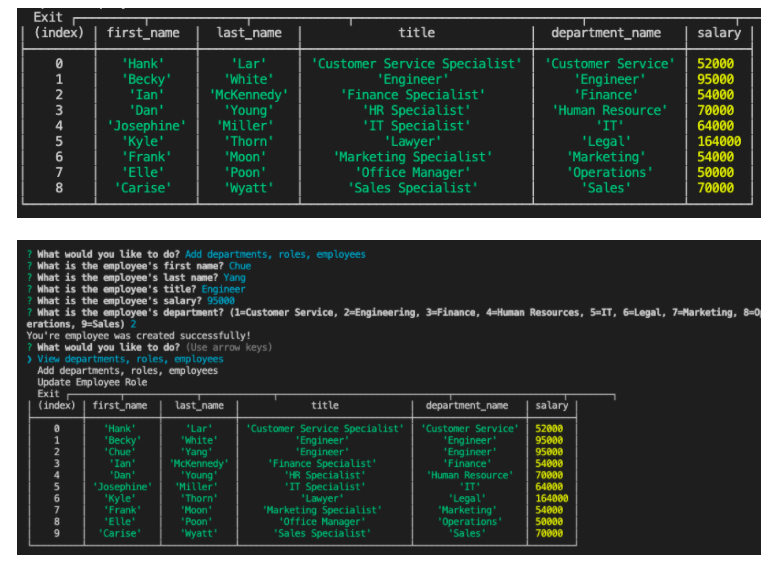 Exit
(index) first_name last_name title department_name salary
0 'Hank' 'Lar' 'Customer Service Specialist' 'Customer Service' 52000
1 'Becky' 'White' 'Engineer' 'Engineer' 95000
2 'Ian' 'McKennedy' 'Finance Specialist' 'Finance' 54000
3 'Dan' 'Young' 'HR Specialist' 'Human Resource' 70000
4 'Josephine' 'Miller' 'IT Specialist' 'IT' 64000
5 'Kyle' 'Thorn' 'Lawyer' 'Legal' 164000
6 'Frank' 'Moon' 'Marketing Specialist' 'Marketing' 54000
7 'Elle' 'Poon' 'Office Manager' 'Operations' 50000
8 'Carise' 'Wyatt' 'Sales Specialist' 'Sales' 70000
? What would you like to do? Add departments, roles, employees
? What is the employee's first name? Chue
? What is the employee's last name? Yang
? What is the employee's title? Engineer
? What is the employee's salary? 95000
? What is the employee's department? (1=Customer Service, 2=Engineering, 3=Finance, 4=Human Resources, 5=IT, 6=Legal, 7=Marketing, 8=Op
erations, 9=Sales) 2
You're employee was created successfully!
? What would you like to do? (Use arrow keys)
❯ View departments, roles, employees
Add departments, roles, employees
Update Employee Role
Exit
(index) first_name last_name title department_name salary
0 'Hank' 'Lar' 'Customer Service Specialist' 'Customer Service' 52000
1 'Becky' 'White' 'Engineer' 'Engineer' 95000
2 'Chue' 'Yang' 'Engineer' 'Engineer' 95000
3 'Ian' 'McKennedy' 'Finance Specialist' 'Finance' 54000
4 'Dan' 'Young' 'HR Specialist' 'Human Resource' 70000
5 'Josephine' 'Miller' 'IT Specialist' 'IT' 64000
6 'Kyle' 'Thorn' 'Lawyer' 'Legal' 164000
7 'Frank' 'Moon' 'Marketing Specialist' 'Marketing' 54000
8 'Elle' 'Poon' 'Office Manager' 'Operations' 50000
9 'Carise' 'Wyatt' 'Sales Specialist' 'Sales' 70000